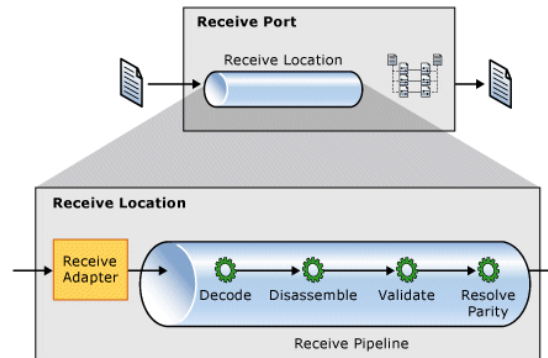 Receive Port
Receive Location
Receive Location
Receive
Adapter
Decode
Disassemble
Validate
Resolve
Parity
Receive Pipeline